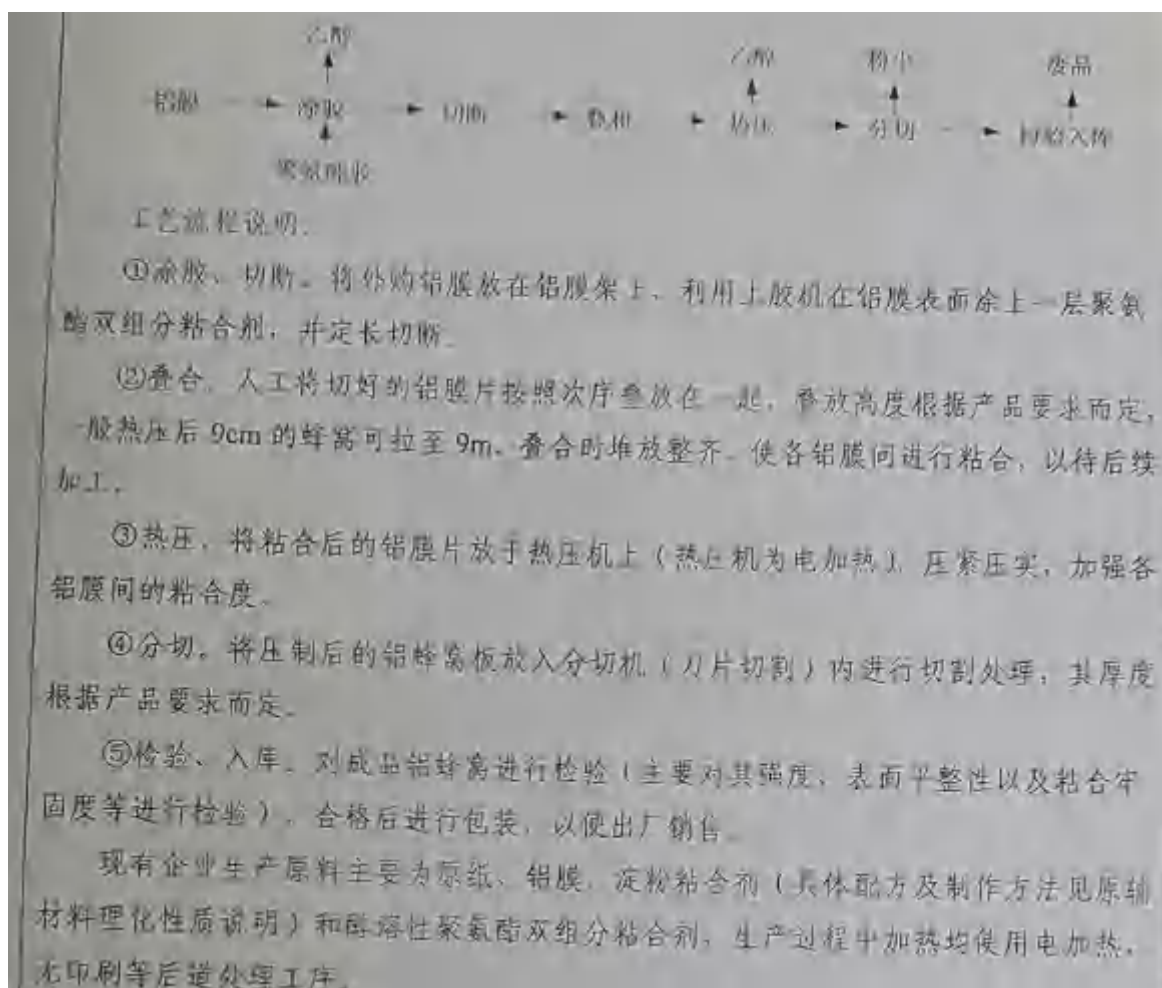 乙醇 乙醇 粉尘 废品
铝膜 涂胶 切断 叠和 热压 分切 检验入库
聚氨酯胶
工艺流程说明:
①涂胶、切断。将外购铝膜放在铝膜架上、利用上胶机在铝膜表面涂上一层聚氨
酯双组分粘合剂,并定长切断。
⑵叠合。人工将切好的铝膜片按照次序叠放在一起,叠放高度根据产品要求而定,
一般热压后9cm的蜂窝可拉至9m。叠合时堆放整齐。使各铝膜间进行粘合,以待后续
加工。
③热压。将粘合后的铝膜片放于热压机上(热压机为电加热)压紧压实,加强各
铝膜间的粘合度。
④分切。将压制后的铝蜂窝板放入分切机(刀片切割)内进行切割处理,其厚度
根据产品要求而定。
⑤检验、入库。对成品铝蜂窝进行检验(主要对其强度、表面平整性以及粘合牢
固度等进行检验)。合格后进行包装,以便出厂销售。
现有企业生产原料主要为原纸、铝膜、淀粉粘合剂(具体配方及制作方法见原辅
材料理化性质说明)和醇溶性聚氨酯双组分粘合剂,生产过程中加热均使用电加热,
无印刷等后道处理工序。